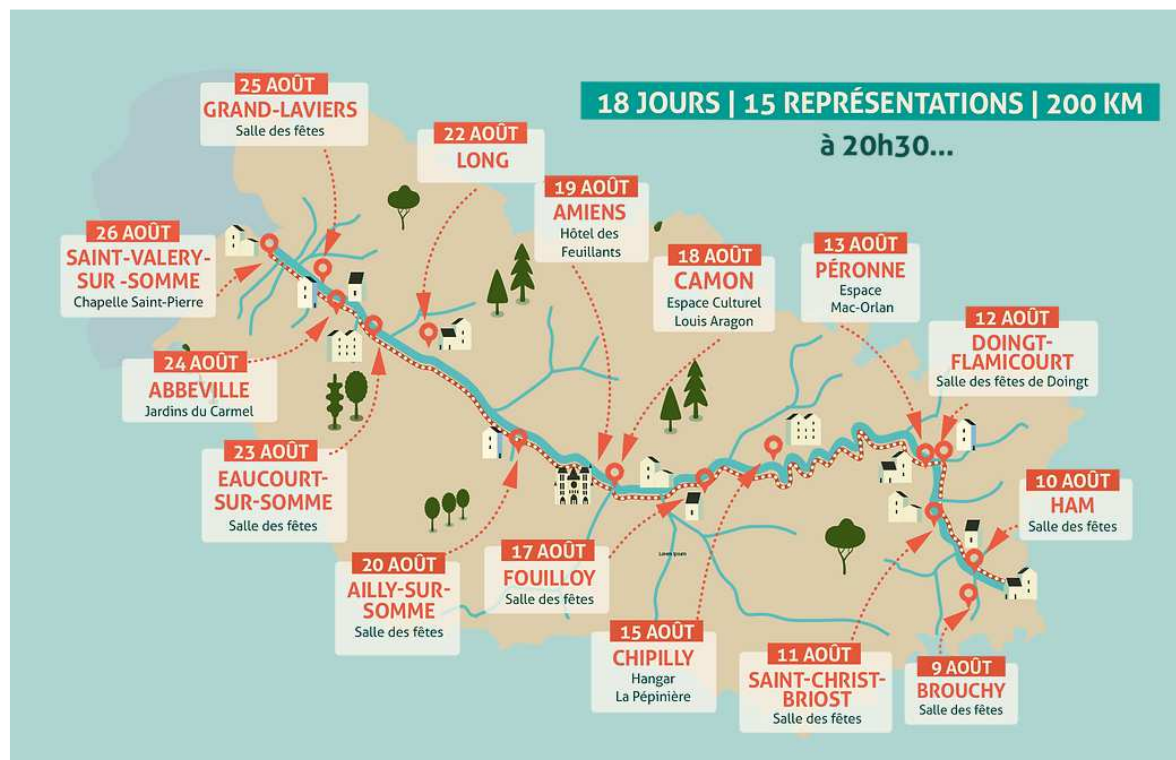 18 JOURS | 15 REPRÉSENTATIONS | 200 KM
à 20h30...
25 AOÛT
GRAND-LAVIERS
Salle des fêtes
22 AOÛT
LONG
19 AOÛT
AMIENS
Hôtel des
Feuillants
18 AOÛT
CAMON
Espace Culturel
Louis Aragon
13 AOÛT
PÉRONNE
Espace
Mac-Orlan
12 AOÛT
DOINGT-
FLAMICOURT
Salle des fêtes de Doingt
26 AOÛT
SAINT-VALERY-
SUR -SOMME
Chapelle Saint-Pierre
24 AOÛT
ABBEVILLE
Jardins du Carmel
23 AOÛT
EAUCOURT-
SUR-SOMME
Salle des fêtes
20 AOÛT
AILLY-SUR-
SOMME
Salle des fêtes
17 AOÛT
FOUILLOY
Salle des fêtes
Lorem ipsum
15 AOÛT
CHIPILLY
Hangar
La Pépinière
11 AOÛT
SAINT-CHRIST-
BRIOST
Salle des fêtes
10 AOÛT
HAM
Salle des fêtes
9 AOÛT
BROUCHY
Salle des fêtes